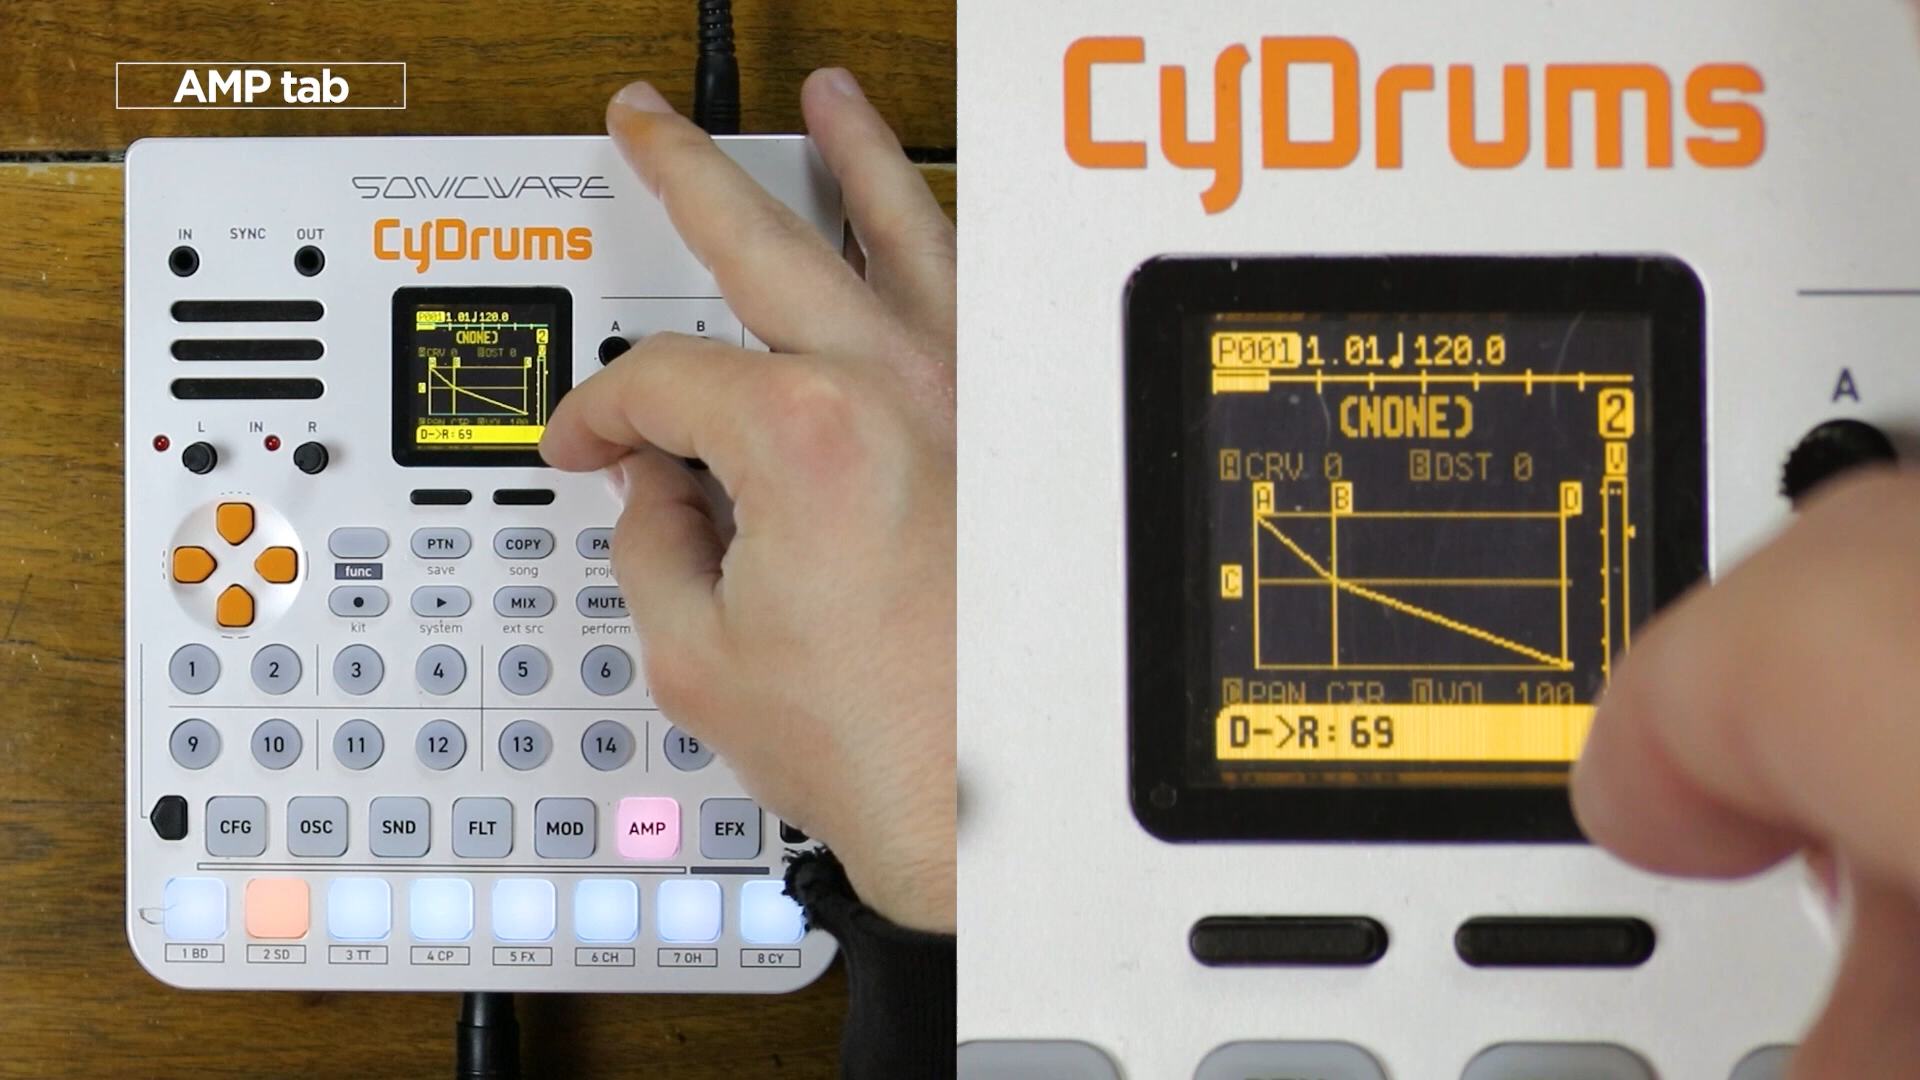 AMP tab
SONICWARE
CyDrums
IN SYNC OUT
P001 1.01♩120.0
(NONE)
2
A CRV 0 B DST 0
A B D
C
PAN CTR VOL 100
D->R:69
A B
L IN R
PTN COPY
func save song
MIX MUTE
kit system ext src perform
1 2 3 4 5 6
9 10 11 12 13 14 15
CFG OSC SND FLT MOD AMP EFX
1 BD 2 SD 3 TT 4 CP 5 FX 6 CH 7 OH 8 CY
CyDrums
P001 1.01♩120.0
(NONE)
2
V
A CRV 0 B DST 0
A B D
C
C PAN CTR D VOL 100
D->R:69
A